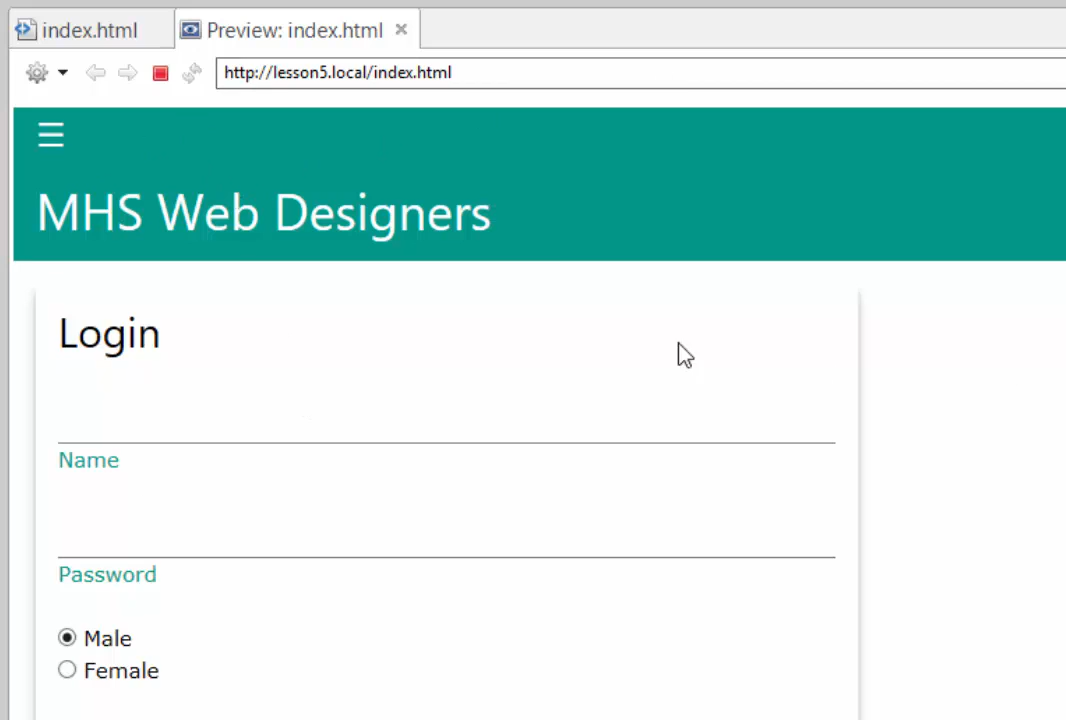 index.html
Preview: index.html
http://lesson5.local/index.html
MHS Web Designers
Login
Name
Password
Male
Female